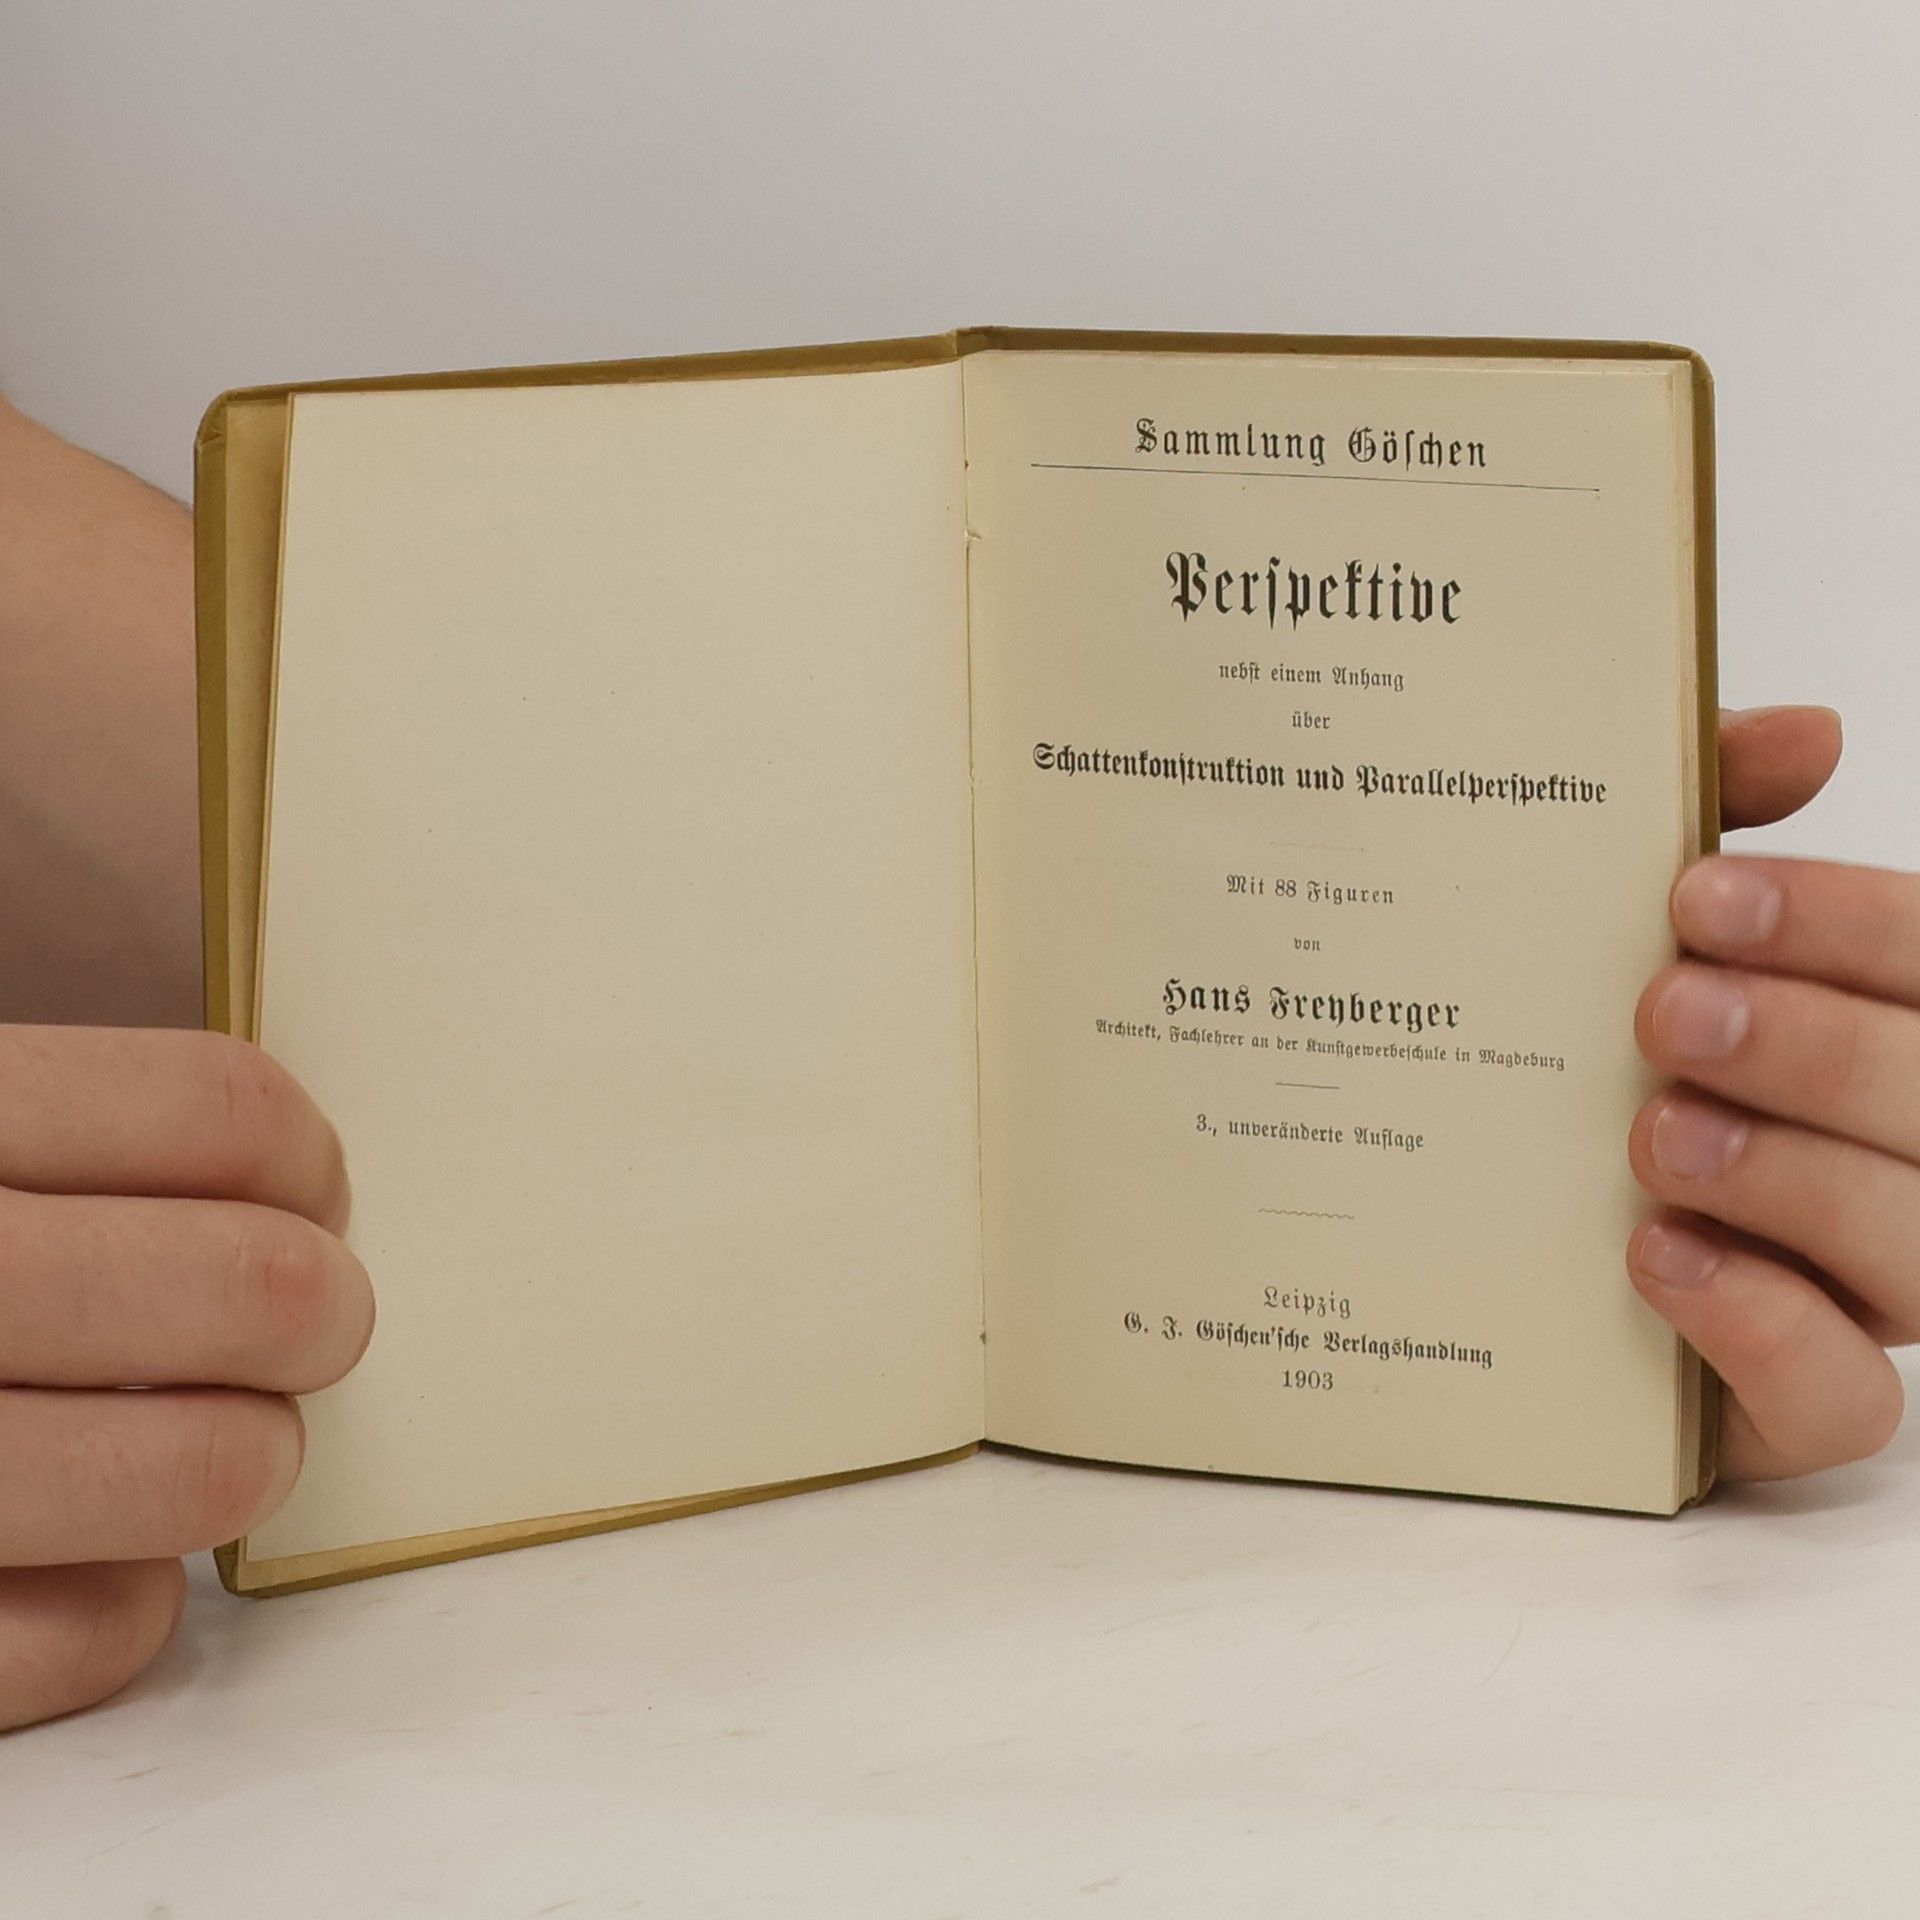 Sammlung Göſchen
Perſpektive
nebſt einem Anhang
über
Schattenkonſtruktion und Parallelperſpektive
Mit 88 Figuren
von
Hans Freyberger
Architekt, Fachlehrer an der Kunſtgewerbeſchule in Magdeburg
3., unveränderte Auflage
Leipzig
G. J. Göſchen'ſche Verlagshandlung
1903